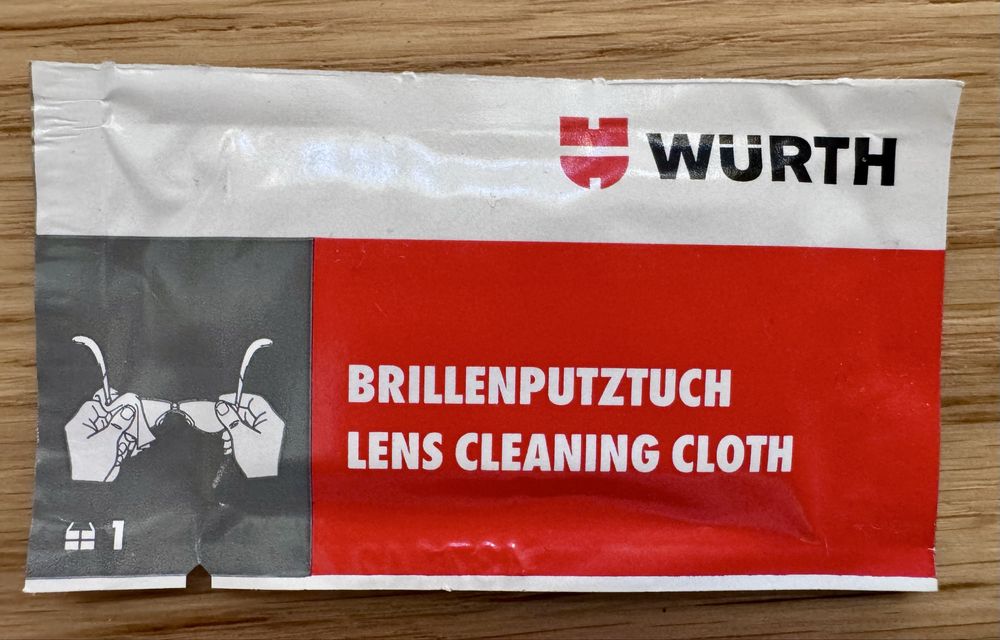 WÜRTH
BRILLENPUTZTUCH
LENS CLEANING CLOTH
1